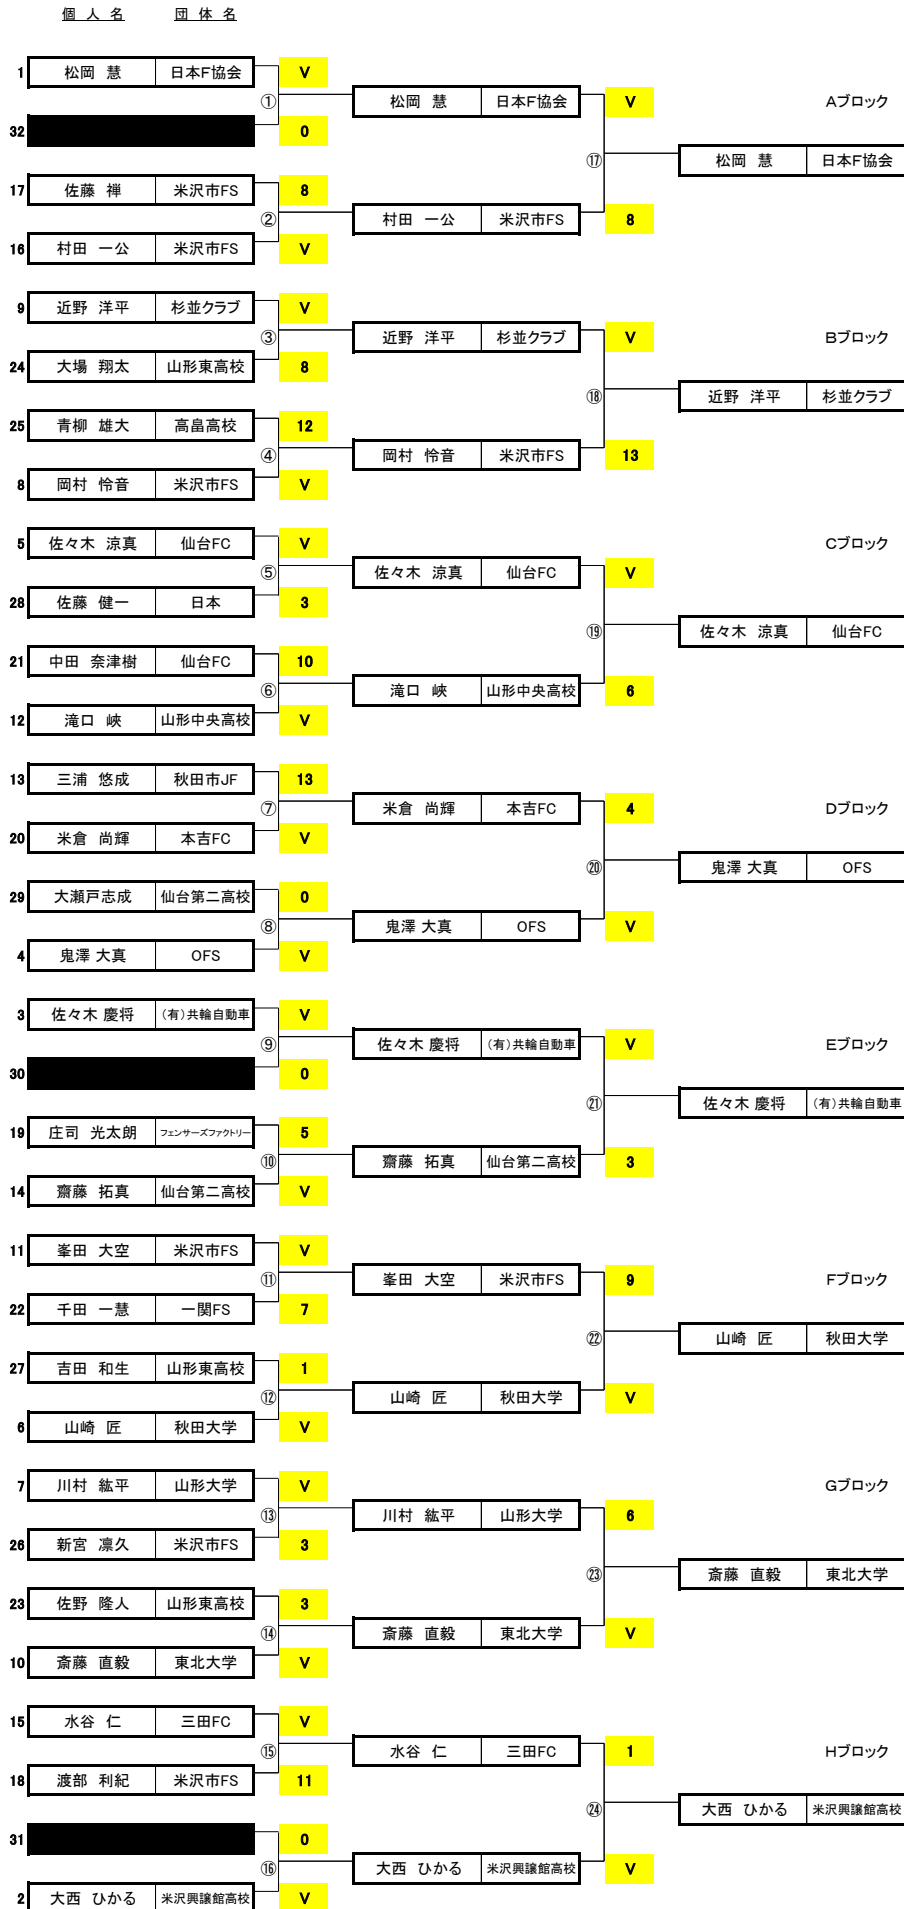 個 人 名 団 体 名
1 松岡 慧 日本F協会 V
① 松岡 慧 日本F協会 V Aブロック
32 0
⑰ 松岡 慧 日本F協会
17 佐藤 禅 米沢市FS 8
② 村田 一公 米沢市FS 8
16 村田 一公 米沢市FS V
9 近野 洋平 杉並クラブ V
③ 近野 洋平 杉並クラブ V Bブロック
24 大場 翔太 山形東高校 8
⑱ 近野 洋平 杉並クラブ
25 青柳 雄大 高畠高校 12
④ 岡村 怜音 米沢市FS 13
8 岡村 怜音 米沢市FS V
5 佐々木 涼真 仙台FC V Cブロック
⑤ 佐々木 涼真 仙台FC V
28 佐藤 健一 日本 3
⑲ 佐々木 涼真 仙台FC
21 中田 奈津樹 仙台FC 10
⑥ 滝口 峡 山形中央高校 6
12 滝口 峡 山形中央高校 V
13 三浦 悠成 秋田市JF 13
⑦ 米倉 尚輝 本吉FC 4 Dブロック
20 米倉 尚輝 本吉FC V
⑳ 鬼澤 大真 OFS
29 大瀬戸志成 仙台第二高校 0
⑧ 鬼澤 大真 OFS V
4 鬼澤 大真 OFS V
3 佐々木 慶将 (有)共輪自動車 V
⑨ 佐々木 慶将 (有)共輪自動車 V Eブロック
30 0
㉑ 佐々木 慶将 (有)共輪自動車
19 庄司 光太朗 フェンサーズファクトリー 5
⑩ 齋藤 拓真 仙台第二高校 3
14 齋藤 拓真 仙台第二高校 V
11 峯田 大空 米沢市FS V
⑪ 峯田 大空 米沢市FS 9 Fブロック
22 千田 一慧 一関FS 7
㉒ 山崎 匠 秋田大学
27 吉田 和生 山形東高校 1
⑫ 山崎 匠 秋田大学 V
6 山崎 匠 秋田大学 V
7 川村 紘平 山形大学 V Gブロック
⑬ 川村 紘平 山形大学 6
26 新宮 凛久 米沢市FS 3
㉓ 斎藤 直毅 東北大学
23 佐野 隆人 山形東高校 3
⑭ 斎藤 直毅 東北大学 V
10 斎藤 直毅 東北大学 V
15 水谷 仁 三田FC V
⑮ 水谷 仁 三田FC 1 Hブロック
18 渡部 利紀 米沢市FS 11
㉔ 大西 ひかる 米沢興譲館高校
31 0
⑯ 大西 ひかる 米沢興譲館高校 V
2 大西 ひかる 米沢興譲館高校 V